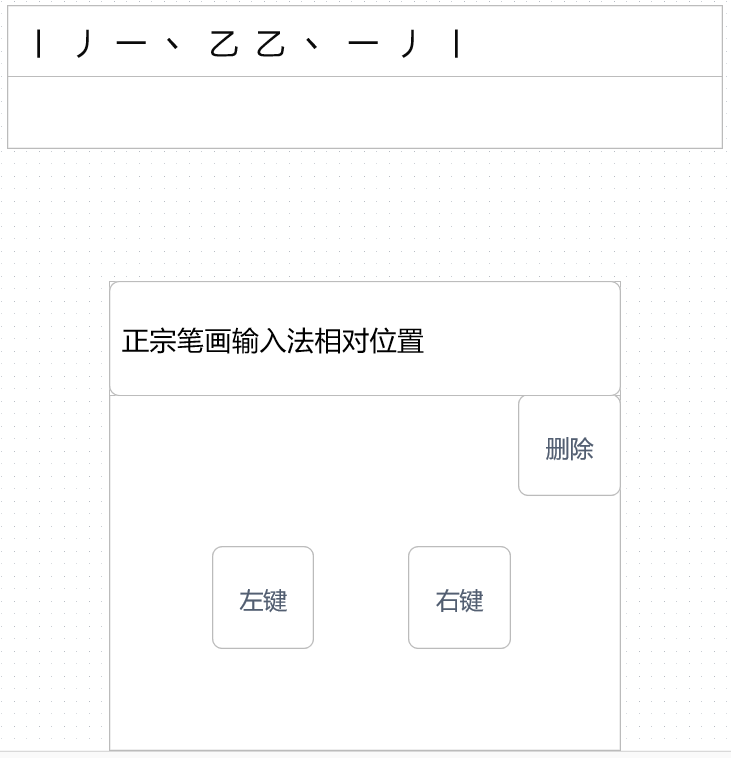 丨 丿 一 丶 乙 乙 丶 一 丿 丨
正宗笔画输入法相对位置
删除
左键 右键